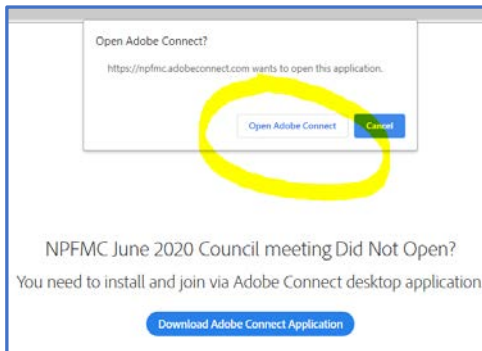 Open Adobe Connect?
https://npfmc.adobeconnect.com wants to open this application.
Open Adobe Connect
Cancel
NPFMC June 2020 Council meeting Did Not Open?
You need to install and join via Adobe Connect desktop application
Download Adobe Connect Application